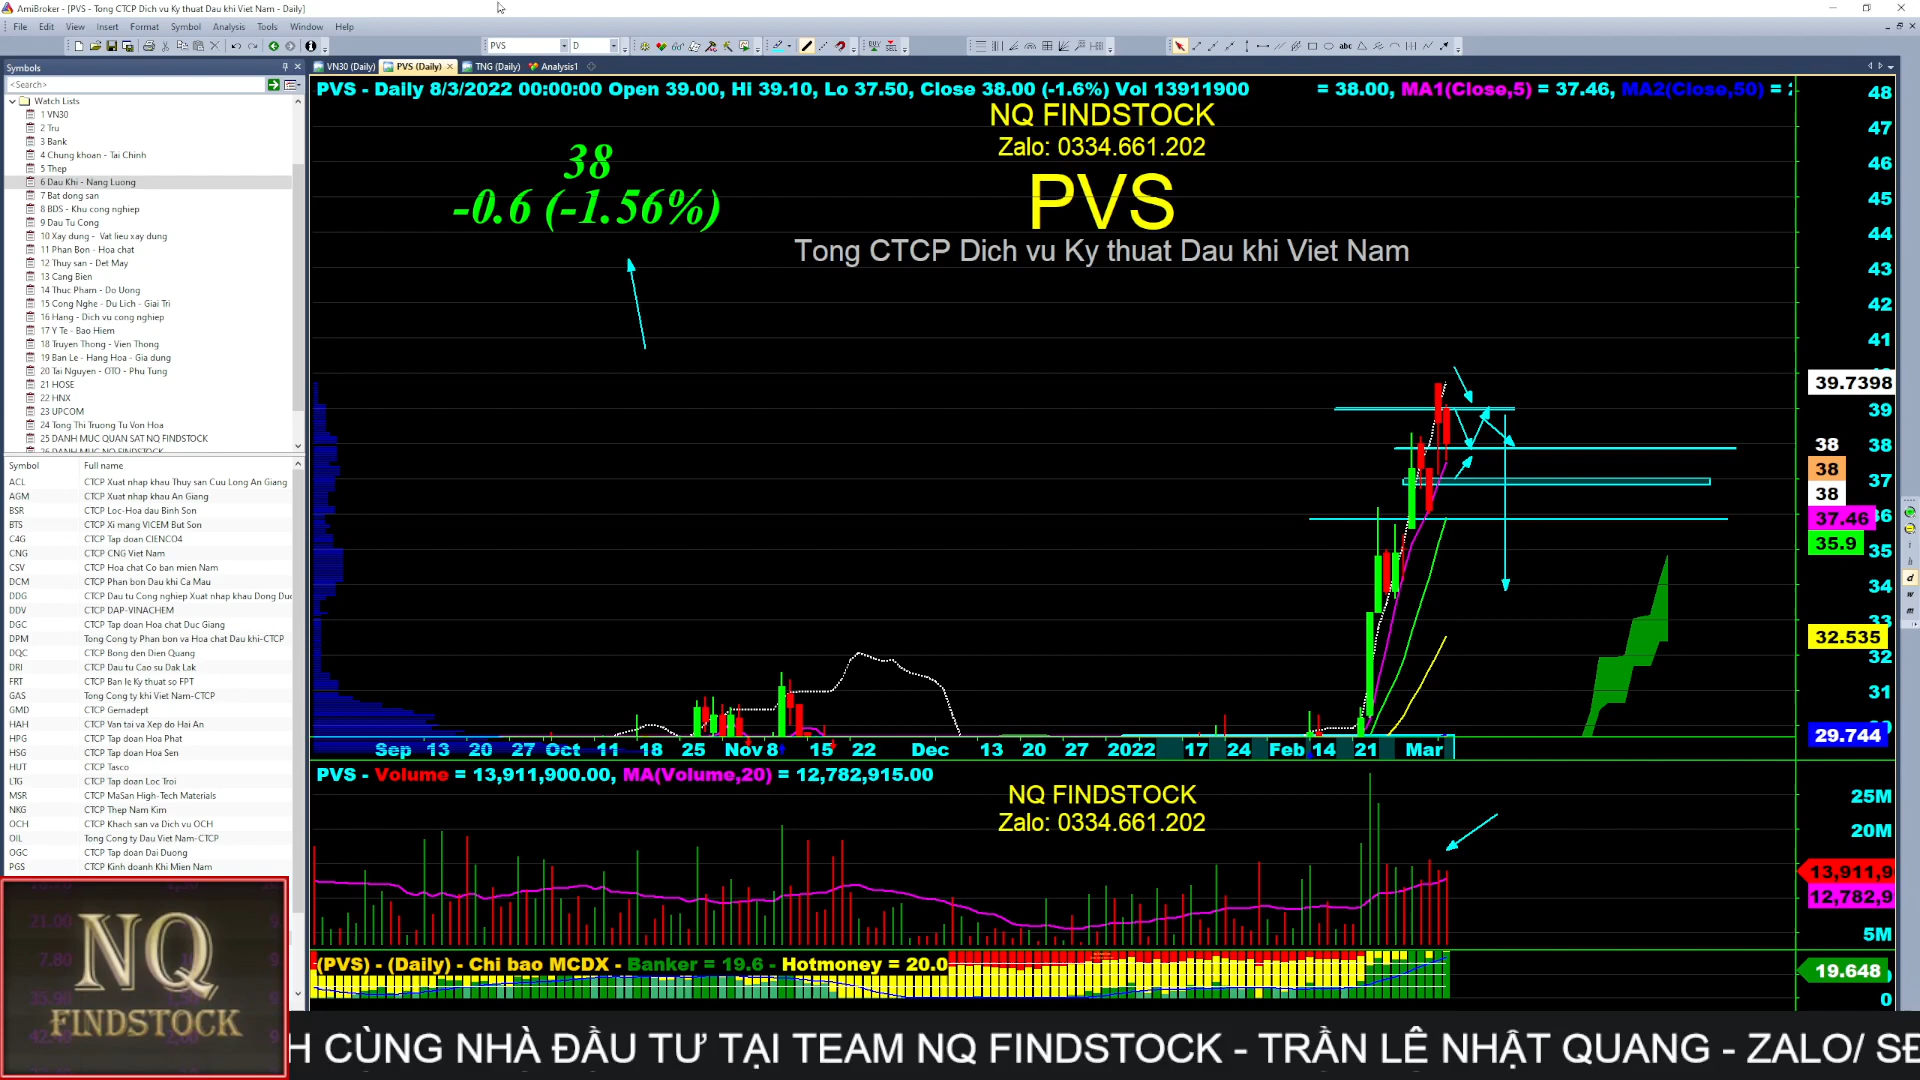 AmiBroker - [PVS - Tong CTCP Dich vu Ky thuat Dau khi Viet Nam - Daily]
File Edit View Insert Format Symbol Analysis Tools Window Help
PVS D
Symbols
VN30 (Daily) PVS (Daily) TNG (Daily) Analysis1
<Search>
Watch Lists
1 VN30
2 Tru
3 Bank
4 Chung khoan - Tai Chinh
5 Thep
6 Dau Khi - Nang Luong
7 Bat dong san
8 BDS - Khu cong nghiep
9 Dau Tu Cong
10 Xay dung - Vat lieu xay dung
11 Phan Bon - Hoa chat
12 Thuy san - Det May
13 Cang Bien
14 Thuc Pham - Do Uong
15 Cong Nghe - Du Lich - Giai Tri
16 Hang - Dich vu cong nghiep
17 Y Te - Bao Hiem
18 Truyen Thong - Vien Thong
19 Ban Le - Hang Hoa - Gia dung
20 Tai Nguyen - OTO - Phu Tung
21 HOSE
22 HNX
23 UPCOM
24 Tong Thi Truong Tu Von Hoa
25 DANH MUC QUAN SAT NQ FINDSTOCK
Symbol Full name
ACL CTCP Xuat nhap khau Thuy san Cuu Long An Giang
AGM CTCP Xuat nhap khau An Giang
BSR CTCP Loc-Hoa dau Binh Son
BTS CTCP Xi mang VICEM But Son
C4G CTCP Tap doan CIENCO4
CNG CTCP CNG Viet Nam
CSV CTCP Hoa chat Co ban mien Nam
DCM CTCP Phan bon Dau khi Ca Mau
DDG CTCP Dau tu Cong nghiep Xuat nhap khau Dong Duc
DDV CTCP DAP-VINACHEM
DGC CTCP Tap doan Hoa chat Duc Giang
DPM Tong Cong ty Phan bon va Hoa chat Dau khi-CTCP
DQC CTCP Bong den Dien Quang
DRI CTCP Dau tu Cao su Dak Lak
FRT CTCP Ban le Ky thuat so FPT
GAS Tong Cong ty khi Viet Nam-CTCP
GMD CTCP Gemadept
HAH CTCP Van tai va Xep do Hai An
HPG CTCP Tap doan Hoa Phat
HSG CTCP Tap doan Hoa Sen
HUT CTCP Tasco
LTG CTCP Tap doan Loc Troi
MSR CTCP MaSan High-Tech Materials
NKG CTCP Thep Nam Kim
OCH CTCP Khach san va Dich vu OCH
OIL Tong Cong ty Dau Viet Nam-CTCP
OGC CTCP Tap doan Dai Duong
PGS CTCP Kinh doanh Khi Mien Nam
PVS - Daily 8/3/2022 00:00:00 Open 39.00, Hi 39.10, Lo 37.50, Close 38.00 (-1.6%) Vol 13911900 = 38.00, MA1(Close,5) = 37.46, MA2(Close,50) =
NQ FINDSTOCK
Zalo: 0334.661.202
PVS
Tong CTCP Dich vu Ky thuat Dau khi Viet Nam
38
-0.6 (-1.56%)
48
47
46
45
44
43
42
41
39.7398
39
38 38
38
37
38
37.46 36
35.9 35
34
33
32.535
32
31
29.744
Sep 13 20 27 Oct 11 18 25 Nov 8 15 22 Dec 13 20 27 2022 17 24 Feb 14 21 Mar
PVS - Volume = 13,911,900.00, MA(Volume,20) = 12,782,915.00
NQ FINDSTOCK
Zalo: 0334.661.202
25M
20M
13,911,9
12,782,9
5M
(PVS) - (Daily) - Chi bao MCDX - Banker = 19.6 - Hotmoney = 20.0
19.648
0
NQ
FINDSTOCK
H CÙNG NHÀ ĐẦU TƯ TẠI TEAM NQ FINDSTOCK - TRẦN LÊ NHẬT QUANG - ZALO/ SĐ